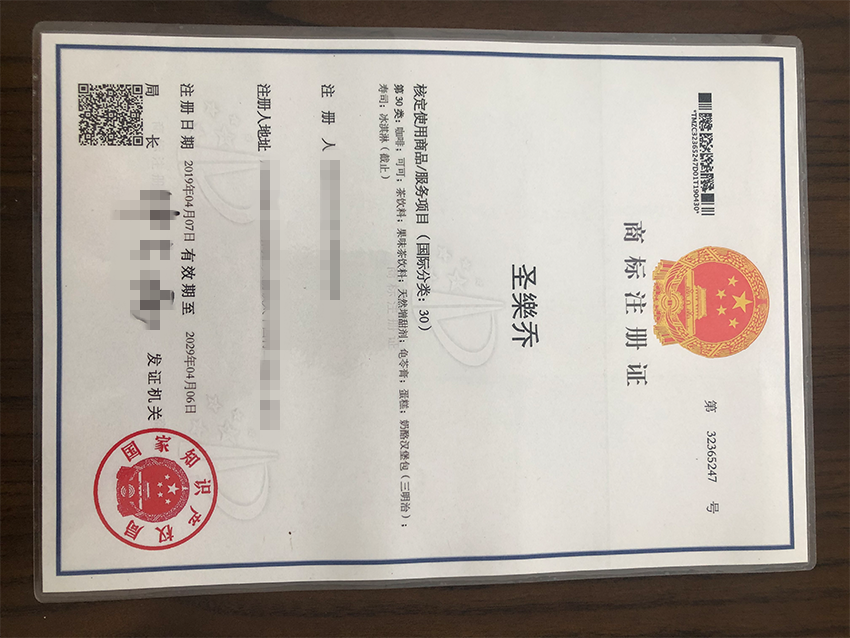 *TMZC32365247D01T190430*
商标注册证
第 32365247 号
圣樂乔
核定使用商品/服务项目（国际分类：30）
第30类：咖啡；可可；茶饮料；果味茶饮料；天然增甜剂；龟苓膏；蛋糕；奶酪汉堡包（三明治）；
寿司；冰淇淋（截止）
注册人
注册人地址
注册日期 2019年04月07日 有效期至 2029年04月06日
局长 发证机关
国家知识产权局